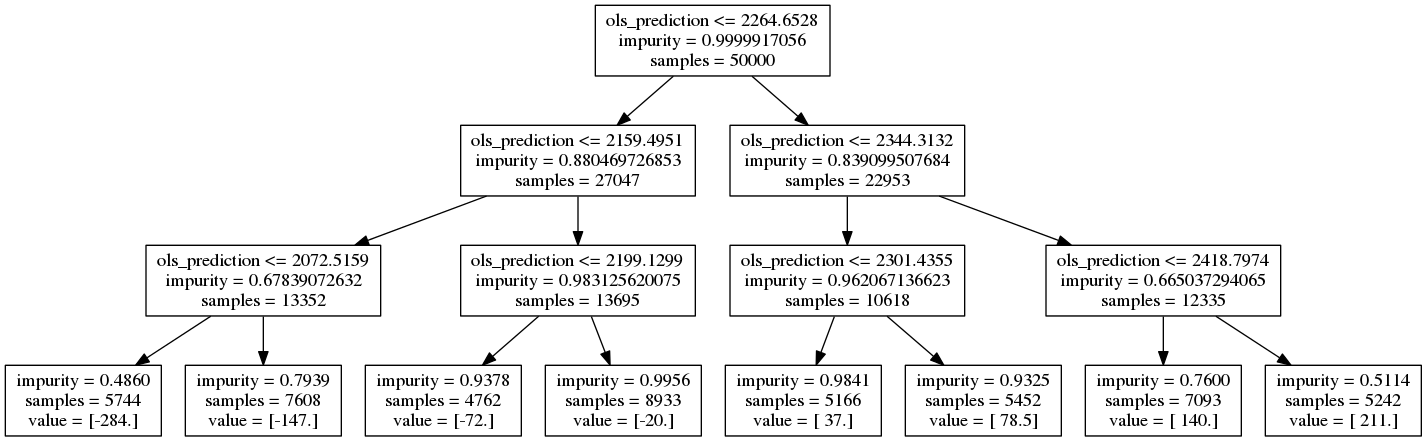 ols_prediction <= 2264.6528
impurity = 0.9999917056
samples = 50000
ols_prediction <= 2159.4951
impurity = 0.880469726853
samples = 27047
ols_prediction <= 2344.3132
impurity = 0.839099507684
samples = 22953
ols_prediction <= 2072.5159
impurity = 0.67839072632
samples = 13352
ols_prediction <= 2199.1299
impurity = 0.983125620075
samples = 13695
ols_prediction <= 2301.4355
impurity = 0.962067136623
samples = 10618
ols_prediction <= 2418.7974
impurity = 0.665037294065
samples = 12335
impurity = 0.4860
samples = 5744
value = [-284.]
impurity = 0.7939
samples = 7608
value = [-147.]
impurity = 0.9378
samples = 4762
value = [-72.]
impurity = 0.9956
samples = 8933
value = [-20.]
impurity = 0.9841
samples = 5166
value = [ 37.]
impurity = 0.9325
samples = 5452
value = [ 78.5]
impurity = 0.7600
samples = 7093
value = [ 140.]
impurity = 0.5114
samples = 5242
value = [ 211.]